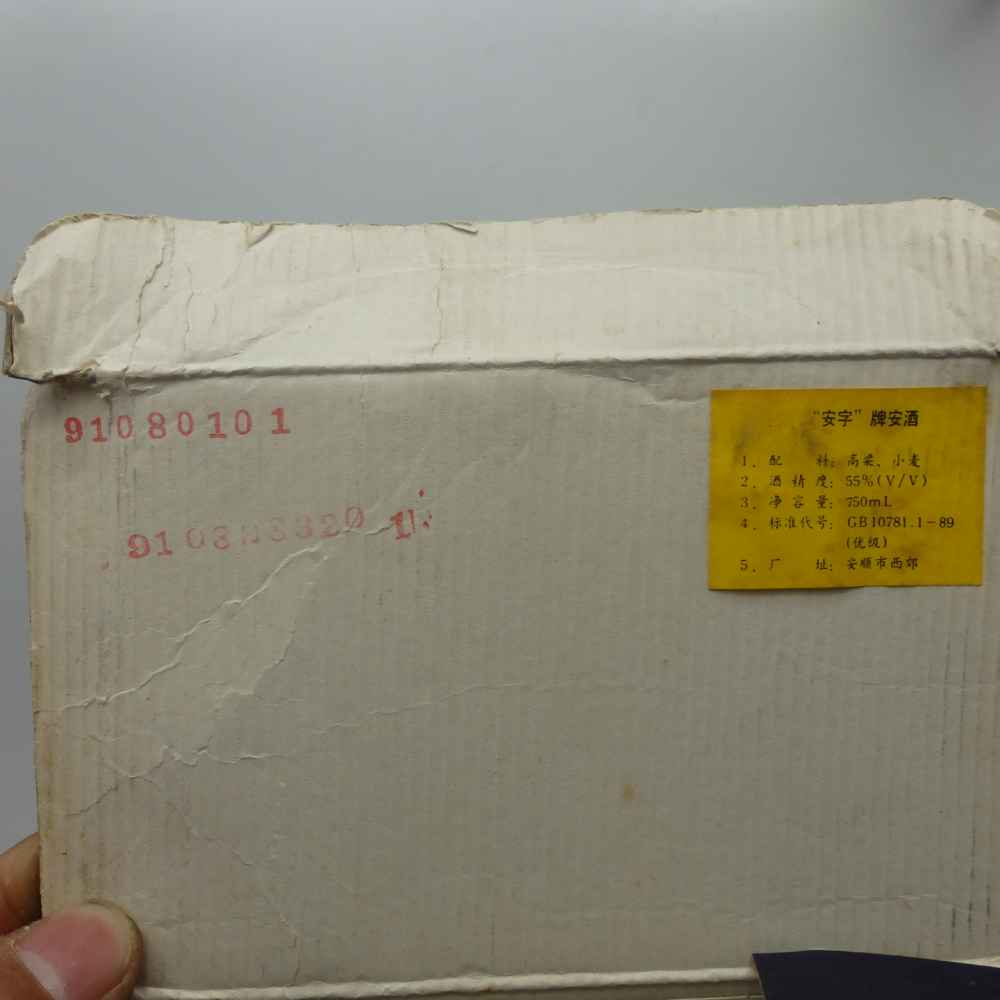 91080101
"安字"牌安酒
1、配 料：高粱、小麦
2、酒 精 度：55%(V/V)
3、净 容 量：750mL
4、标准代号：GB10781.1-89
(优级)
5、厂 址：安顺市西郊